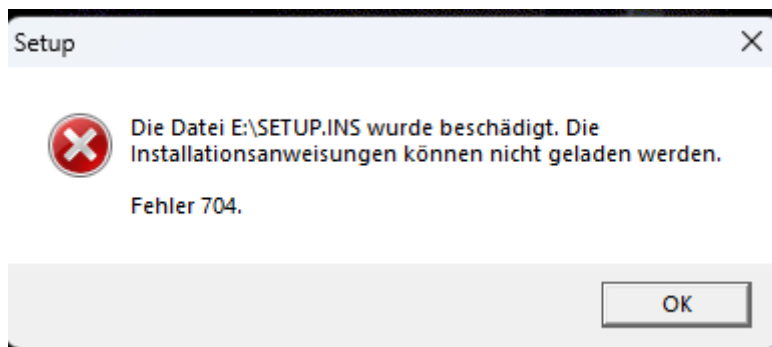 Setup
Die Datei E:\SETUP.INS wurde beschädigt. Die
Installationsanweisungen können nicht geladen werden.
Fehler 704.
OK